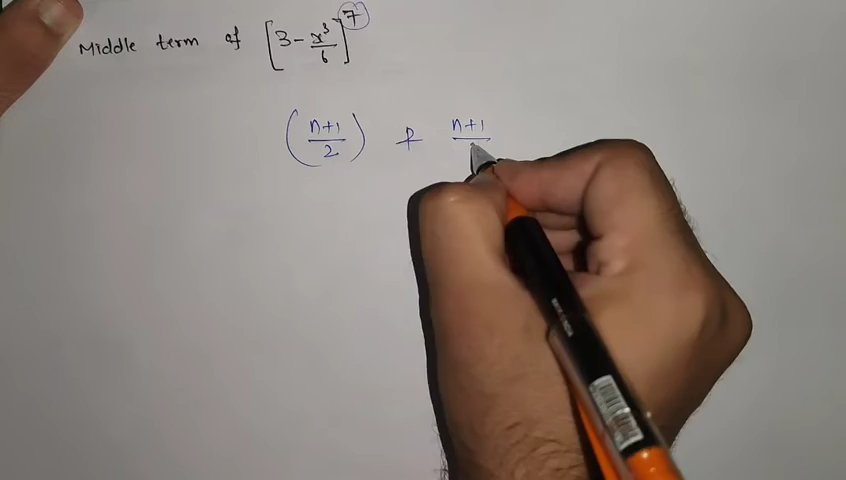 Middle term of [3 - x³/6]⁷
((n+1)/2) & (n+1)/